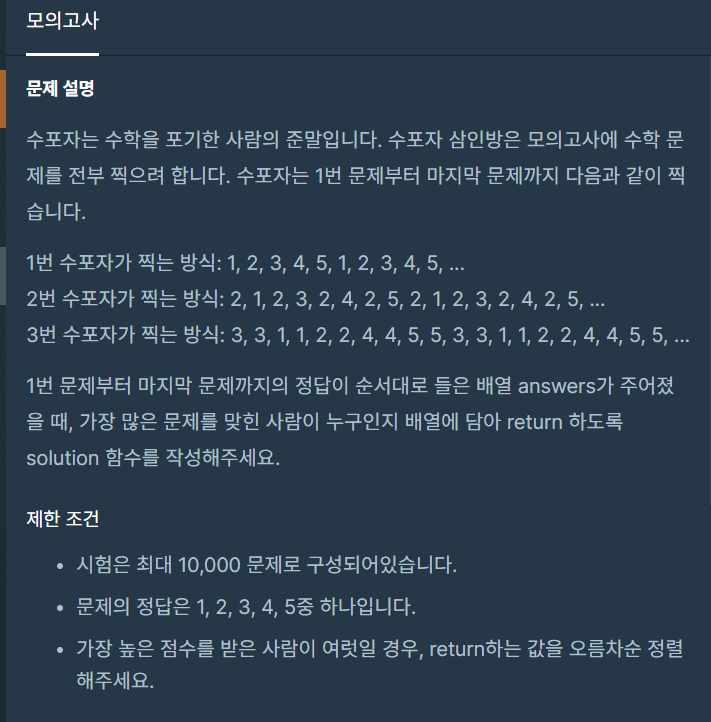 모의고사
문제 설명
수포자는 수학을 포기한 사람의 준말입니다. 수포자 삼인방은 모의고사에 수학 문
제를 전부 찍으려 합니다. 수포자는 1번 문제부터 마지막 문제까지 다음과 같이 찍
습니다.
1번 수포자가 찍는 방식: 1, 2, 3, 4, 5, 1, 2, 3, 4, 5, ...
2번 수포자가 찍는 방식: 2, 1, 2, 3, 2, 4, 2, 5, 2, 1, 2, 3, 2, 4, 2, 5, ...
3번 수포자가 찍는 방식: 3, 3, 1, 1, 2, 2, 4, 4, 5, 5, 3, 3, 1, 1, 2, 2, 4, 4, 5, 5, ...
1번 문제부터 마지막 문제까지의 정답이 순서대로 들은 배열 answers가 주어졌
을 때, 가장 많은 문제를 맞힌 사람이 누구인지 배열에 담아 return 하도록
solution 함수를 작성해주세요.
제한 조건
• 시험은 최대 10,000 문제로 구성되어있습니다.
• 문제의 정답은 1, 2, 3, 4, 5중 하나입니다.
• 가장 높은 점수를 받은 사람이 여럿일 경우, return하는 값을 오름차순 정렬
해주세요.